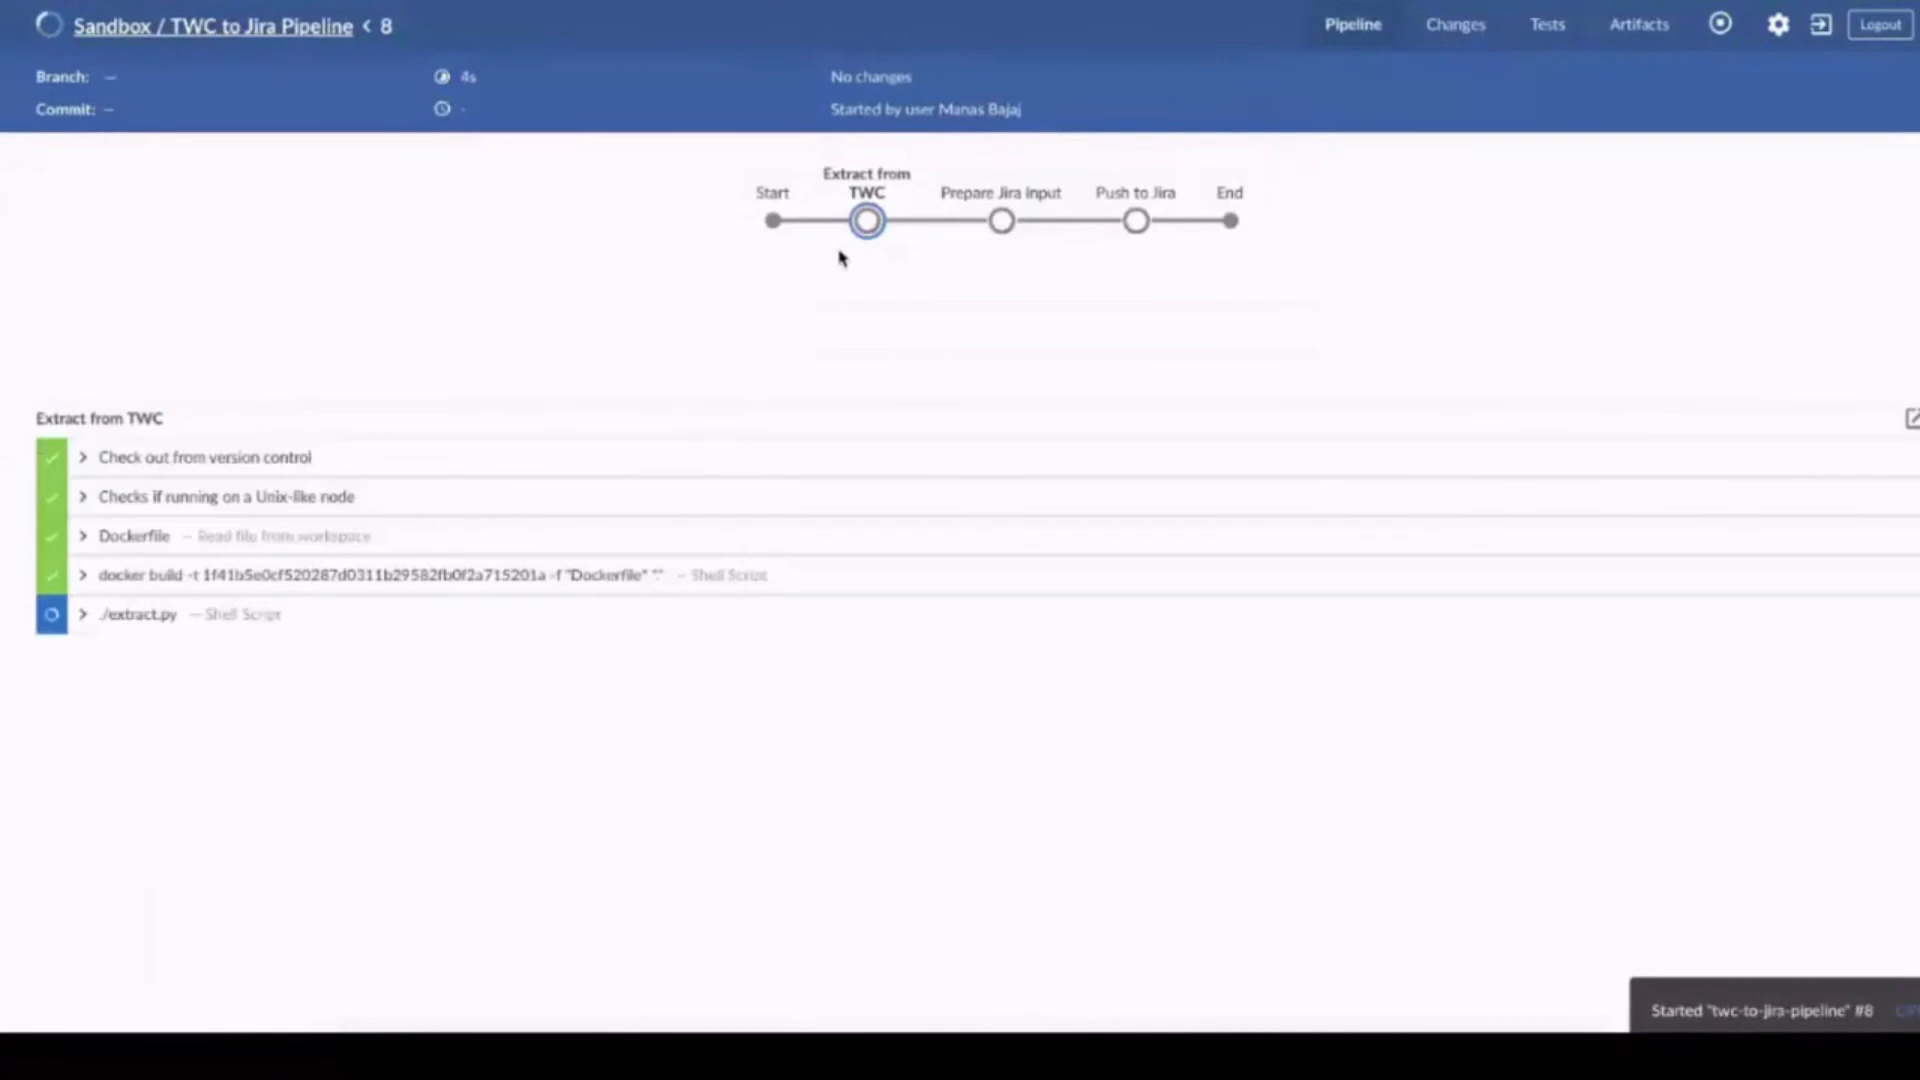 Sandbox / TWC to Jira Pipeline < 8
Pipeline Changes Tests Artifacts Logout
Branch: — 4s No changes
Commit: — - Started by user Manas Bajaj
Extract from
Start TWC Prepare Jira Input Push to Jira End
Extract from TWC
Check out from version control
Checks if running on a Unix-like node
Dockerfile — Read file from workspace
docker build -t 1f41b5e0cf520287d0311b29582fb0f2a715201a -f "Dockerfile" "." — Shell Script
./extract.py — Shell Script
Started "twc-to-jira-pipeline" #8